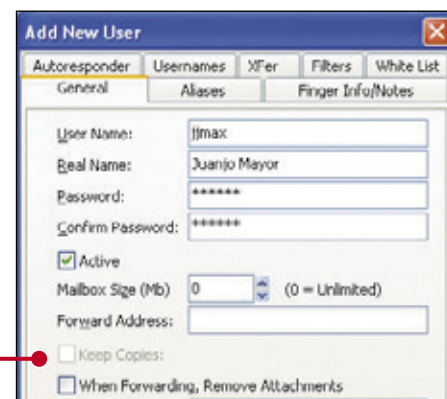 Add New User
Autoresponder Usernames XFer Filters White List
General Aliases Finger Info/Notes
User Name: jjmax
Real Name: Juanjo Mayor
Password: ******
Confirm Password: ******
Active
Mailbox Size (Mb) 0 (0 = Unlimited)
Forward Address:
Keep Copies:
When Forwarding, Remove Attachments